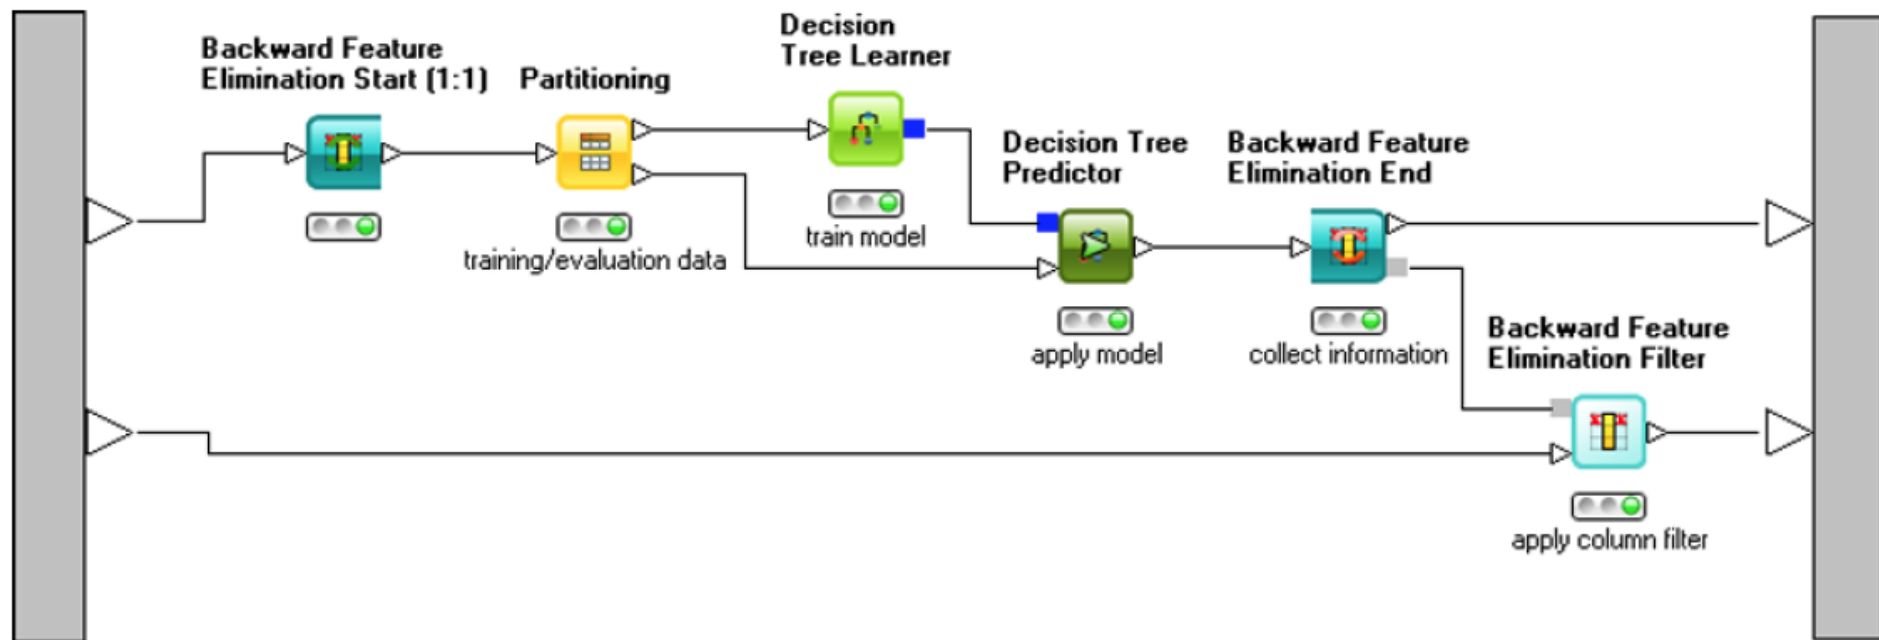 Backward Feature
Elimination Start (1:1)
Partitioning
training/evaluation data
Decision
Tree Learner
train model
Decision Tree
Predictor
apply model
Backward Feature
Elimination End
collect information
Backward Feature
Elimination Filter
apply column filter